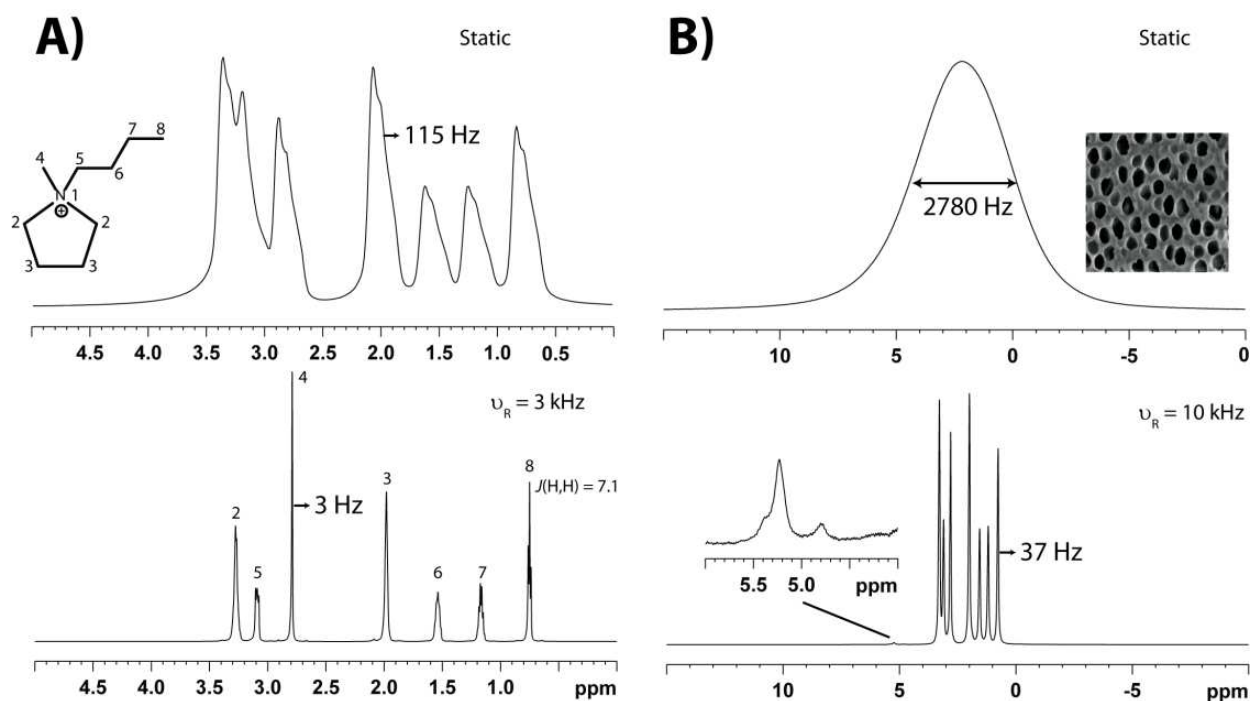 A)
Static
115 Hz
7
8
4
5
6
N
1
⊕
2
2
3
3
4.5 4.0 3.5 3.0 2.5 2.0 1.5 1.0 0.5
4
υR = 3 kHz
8
3
J(H,H) = 7.1
2
3 Hz
5
6
7
4.5 4.0 3.5 3.0 2.5 2.0 1.5 1.0 ppm
B)
Static
2780 Hz
10 5 0 -5 0
υR = 10 kHz
37 Hz
5.5 5.0 ppm
10 5 0 -5 ppm